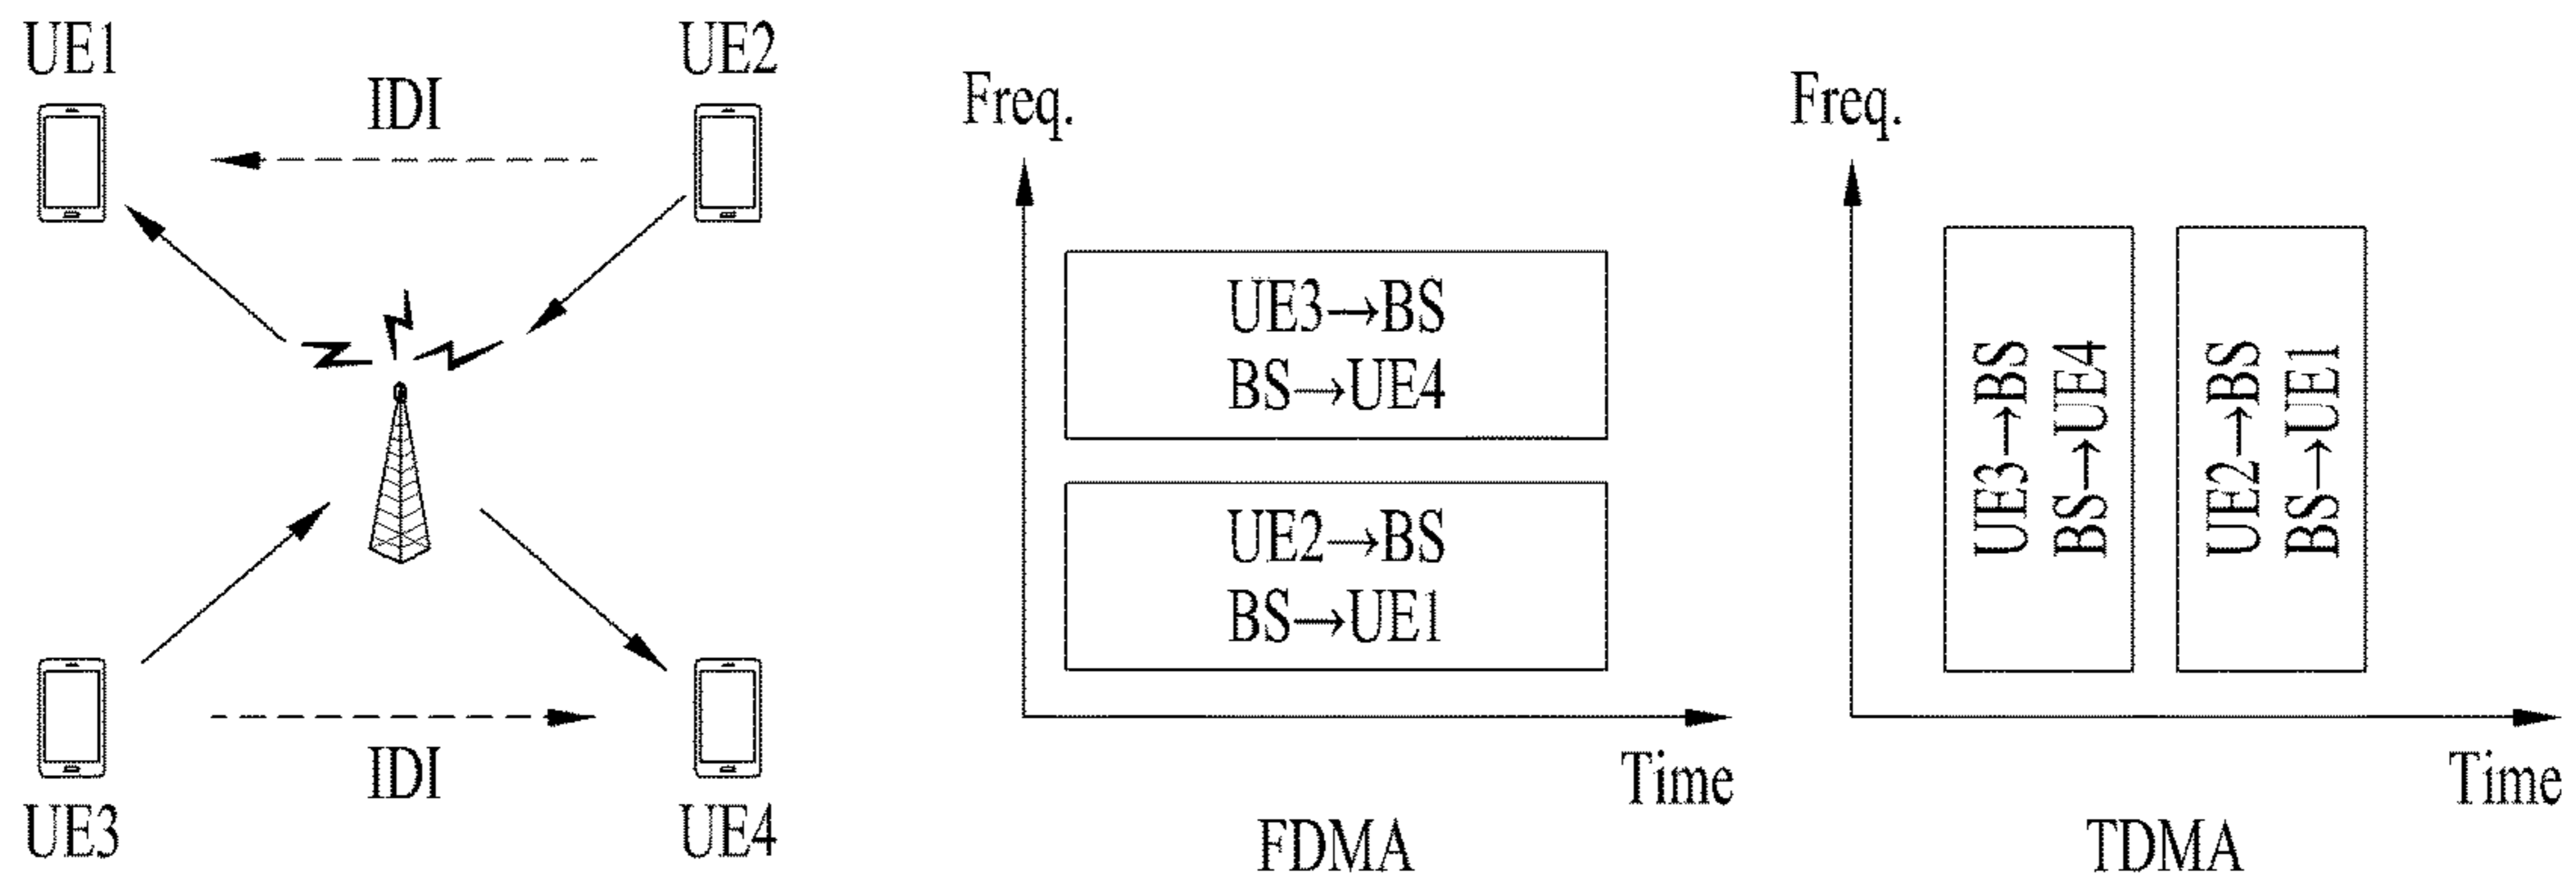 UE1
UE2
IDI
UE3
IDI
UE4
Freq.
UE3→BS
BS→UE4
UE2→BS
BS→UE1
Time
FDMA
Freq.
UE3→BS
BS→UE4
UE2→BS
BS→UE1
Time
TDMA